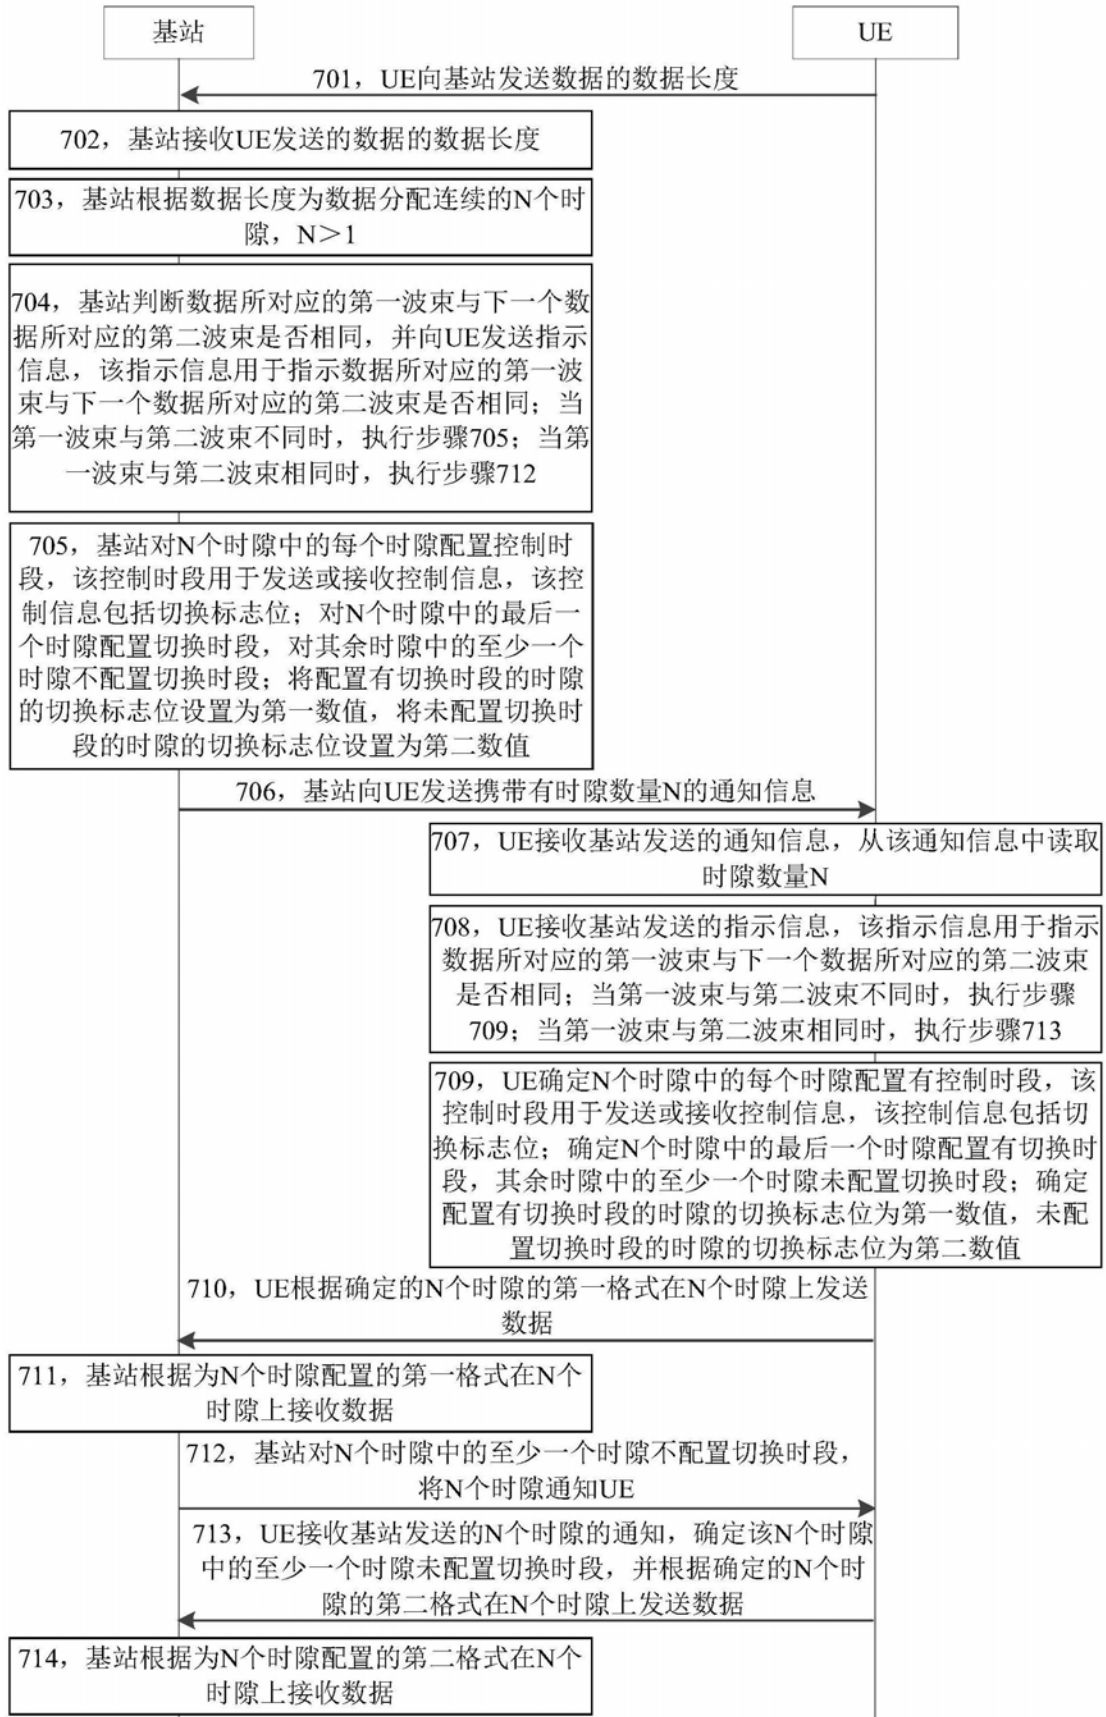 基站
UE
701，UE向基站发送数据的数据长度
702，基站接收UE发送的数据的数据长度
703，基站根据数据长度为数据分配连续的N个时
隙，N＞1
704，基站判断数据所对应的第一波束与下一个数
据所对应的第二波束是否相同，并向UE发送指示
信息，该指示信息用于指示数据所对应的第一波
束与下一个数据所对应的第二波束是否相同；当
第一波束与第二波束不同时，执行步骤705；当第
一波束与第二波束相同时，执行步骤712
705，基站对N个时隙中的每个时隙配置控制时
段，该控制时段用于发送或接收控制信息，该控
制信息包括切换标志位；对N个时隙中的最后一
个时隙配置切换时段，对其余时隙中的至少一个
时隙不配置切换时段；将配置有切换时段的时隙
的切换标志位设置为第一数值，将未配置切换时
段的时隙的切换标志位设置为第二数值
706，基站向UE发送携带有时隙数量N的通知信息
707，UE接收基站发送的通知信息，从该通知信息中读取
时隙数量N
708，UE接收基站发送的指示信息，该指示信息用于指示
数据所对应的第一波束与下一个数据所对应的第二波束
是否相同；当第一波束与第二波束不同时，执行步骤
709；当第一波束与第二波束相同时，执行步骤713
709，UE确定N个时隙中的每个时隙配置有控制时段，该
控制时段用于发送或接收控制信息，该控制信息包括切
换标志位；确定N个时隙中的最后一个时隙配置有切换时
段，其余时隙中的至少一个时隙未配置切换时段；确定
配置有切换时段的时隙的切换标志位为第一数值，未配
置切换时段的时隙的切换标志位为第二数值
710，UE根据确定的N个时隙的第一格式在N个时隙上发送
数据
711，基站根据为N个时隙配置的第一格式在N个
时隙上接收数据
712，基站对N个时隙中的至少一个时隙不配置切换时段，
将N个时隙通知UE
713，UE接收基站发送的N个时隙的通知，确定该N个时隙
中的至少一个时隙未配置切换时段，并根据确定的N个时
隙的第二格式在N个时隙上发送数据
714，基站根据为N个时隙配置的第二格式在N个
时隙上接收数据